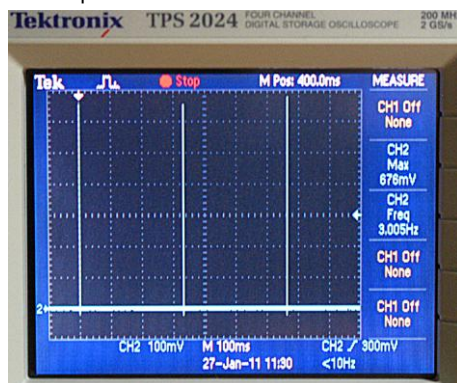 Tektronix TPS 2024 FOUR CHANNEL DIGITAL STORAGE OSCILLOSCOPE 200 MH 2 GS/s
Tek Stop M Pos: 400.0ms MEASURE
CH1 Off
None
CH2
Max
676mV
CH2
Freq
3.005Hz
CH1 Off
None
CH1 Off
None
2
CH2 100mV M 100ms CH2 300mV
27-Jan-11 11:30 <10Hz